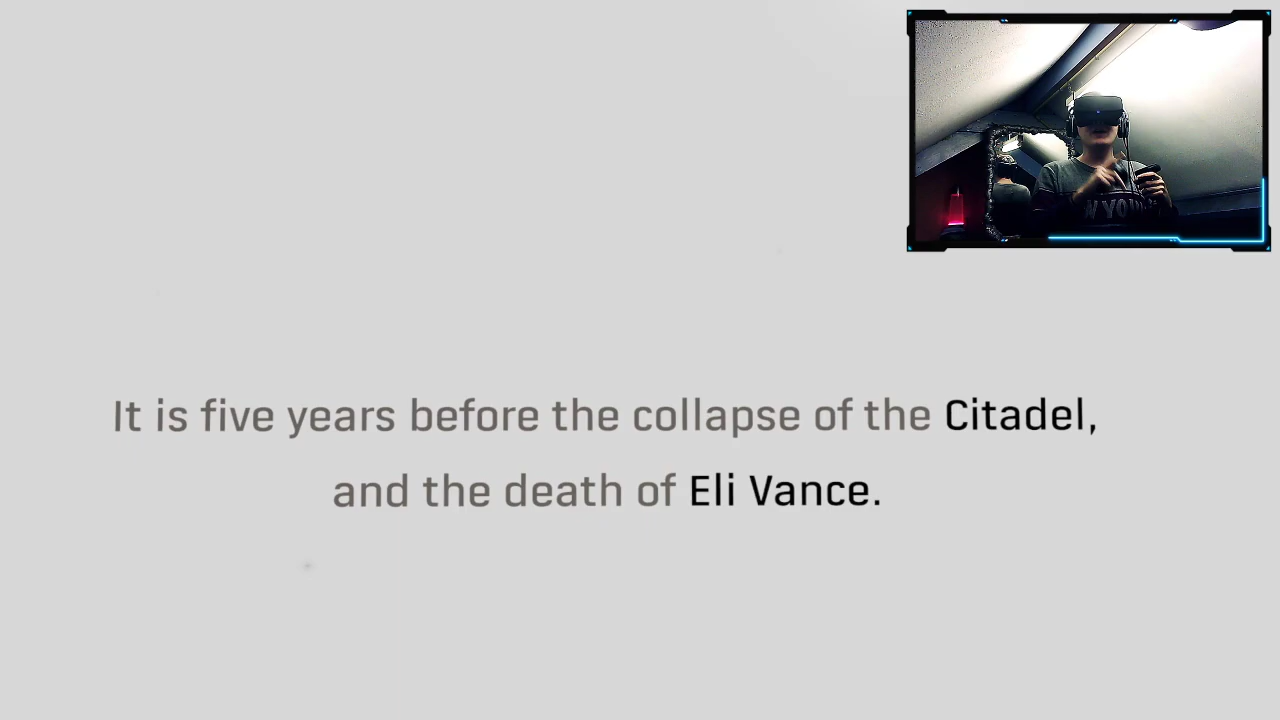 It is five years before the collapse of the Citadel,
and the death of Eli Vance.